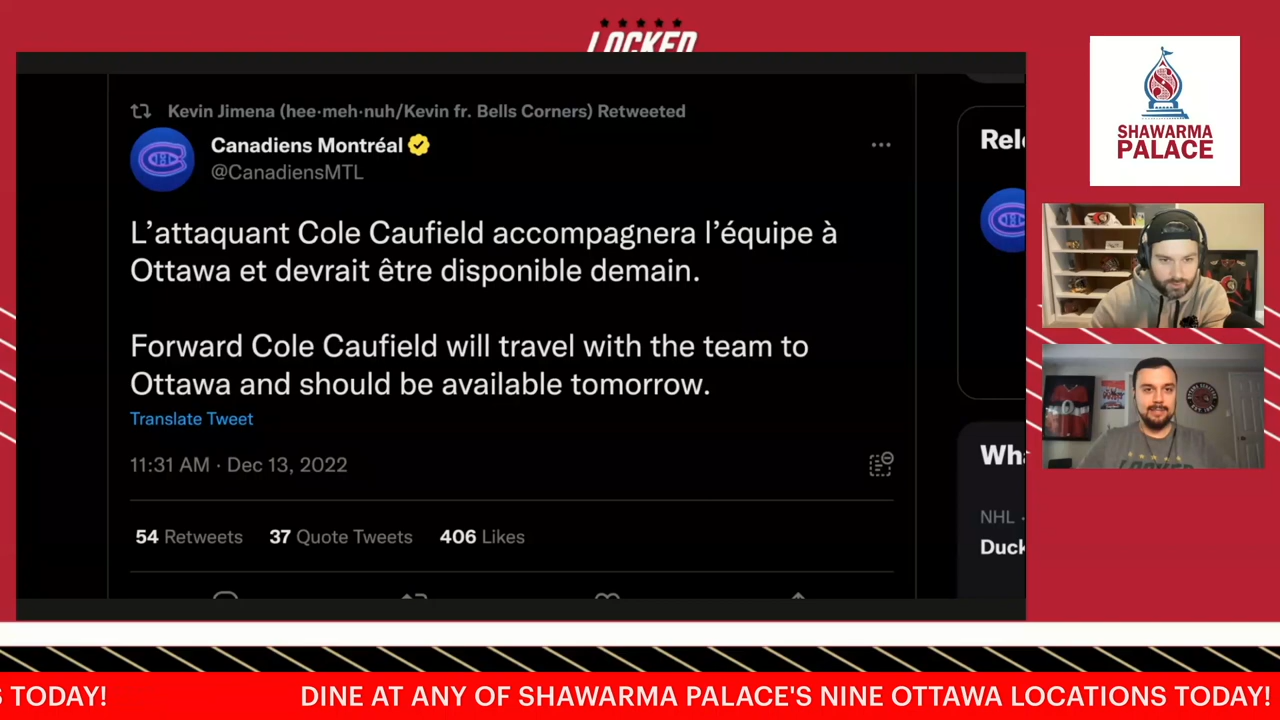 LOCKED
Kevin Jimena (hee-meh-nuh/Kevin fr. Bells Corners) Retweeted
Canadiens Montréal
@CanadiensMTL
L’attaquant Cole Caufield accompagnera l’équipe à
Ottawa et devrait être disponible demain.
Forward Cole Caufield will travel with the team to
Ottawa and should be available tomorrow.
Translate Tweet
11:31 AM · Dec 13, 2022
54 Retweets 37 Quote Tweets 406 Likes
NHL ·
SHAWARMA
PALACE
S TODAY! DINE AT ANY OF SHAWARMA PALACE'S NINE OTTAWA LOCATIONS TODAY!